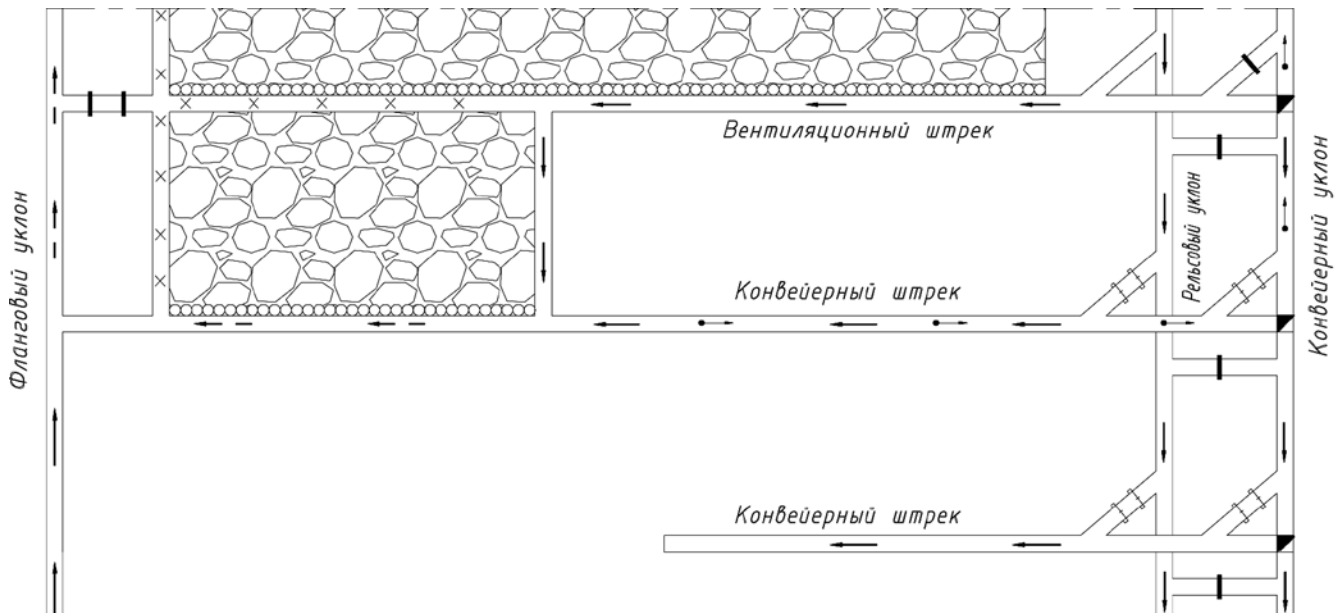 Вентиляционный штрек
Фланговый уклон
Рельсовый уклон
Конвейерный уклон
Конвейерный штрек
Конвейерный штрек